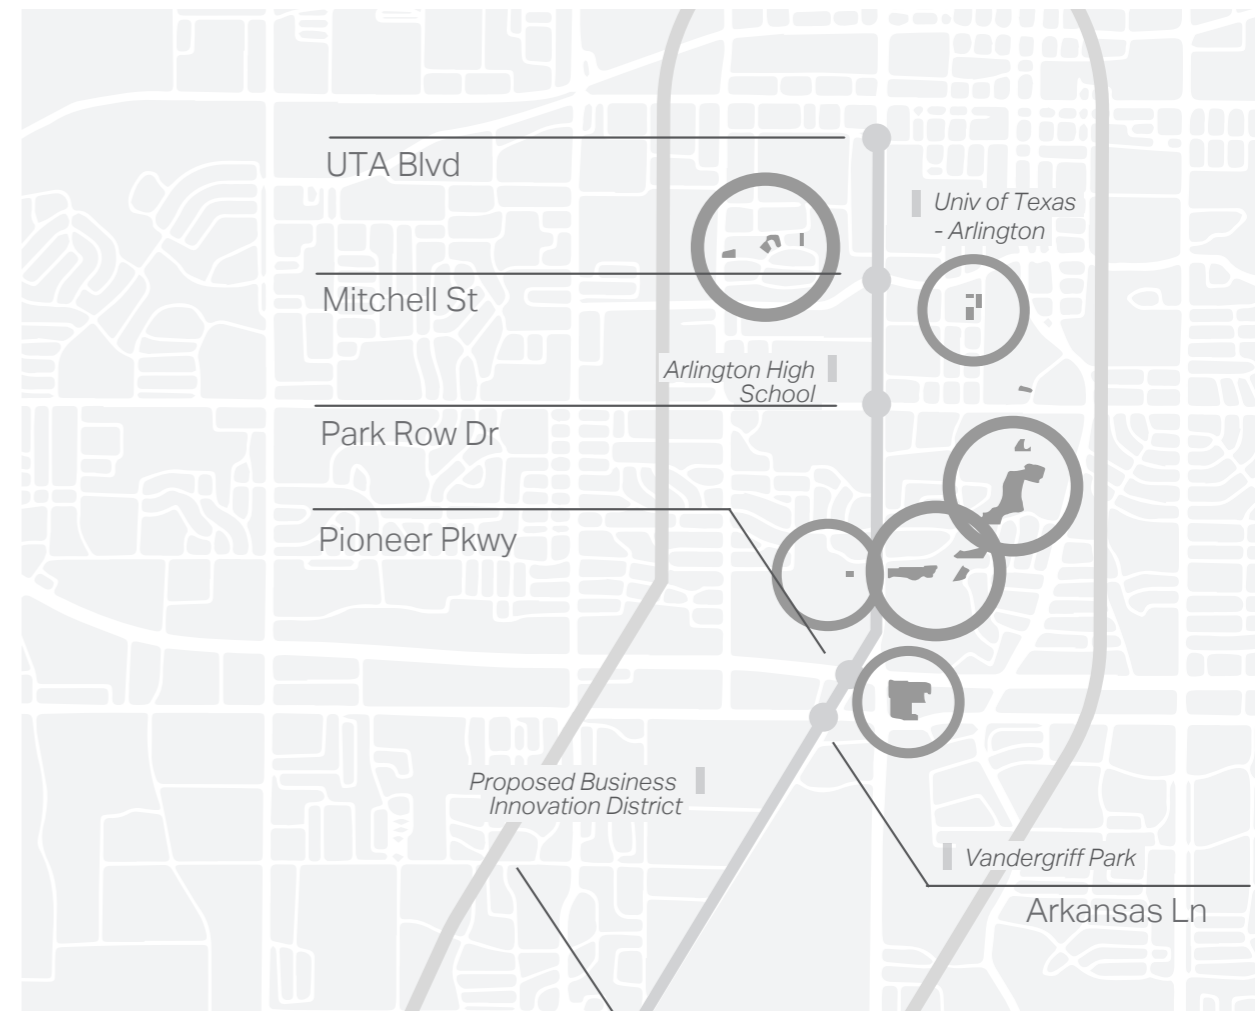 UTA Blvd
Univ of Texas
- Arlington
Mitchell St
Arlington High
School
Park Row Dr
Pioneer Pkwy
Proposed Business
Innovation District
Vandergriff Park
Arkansas Ln